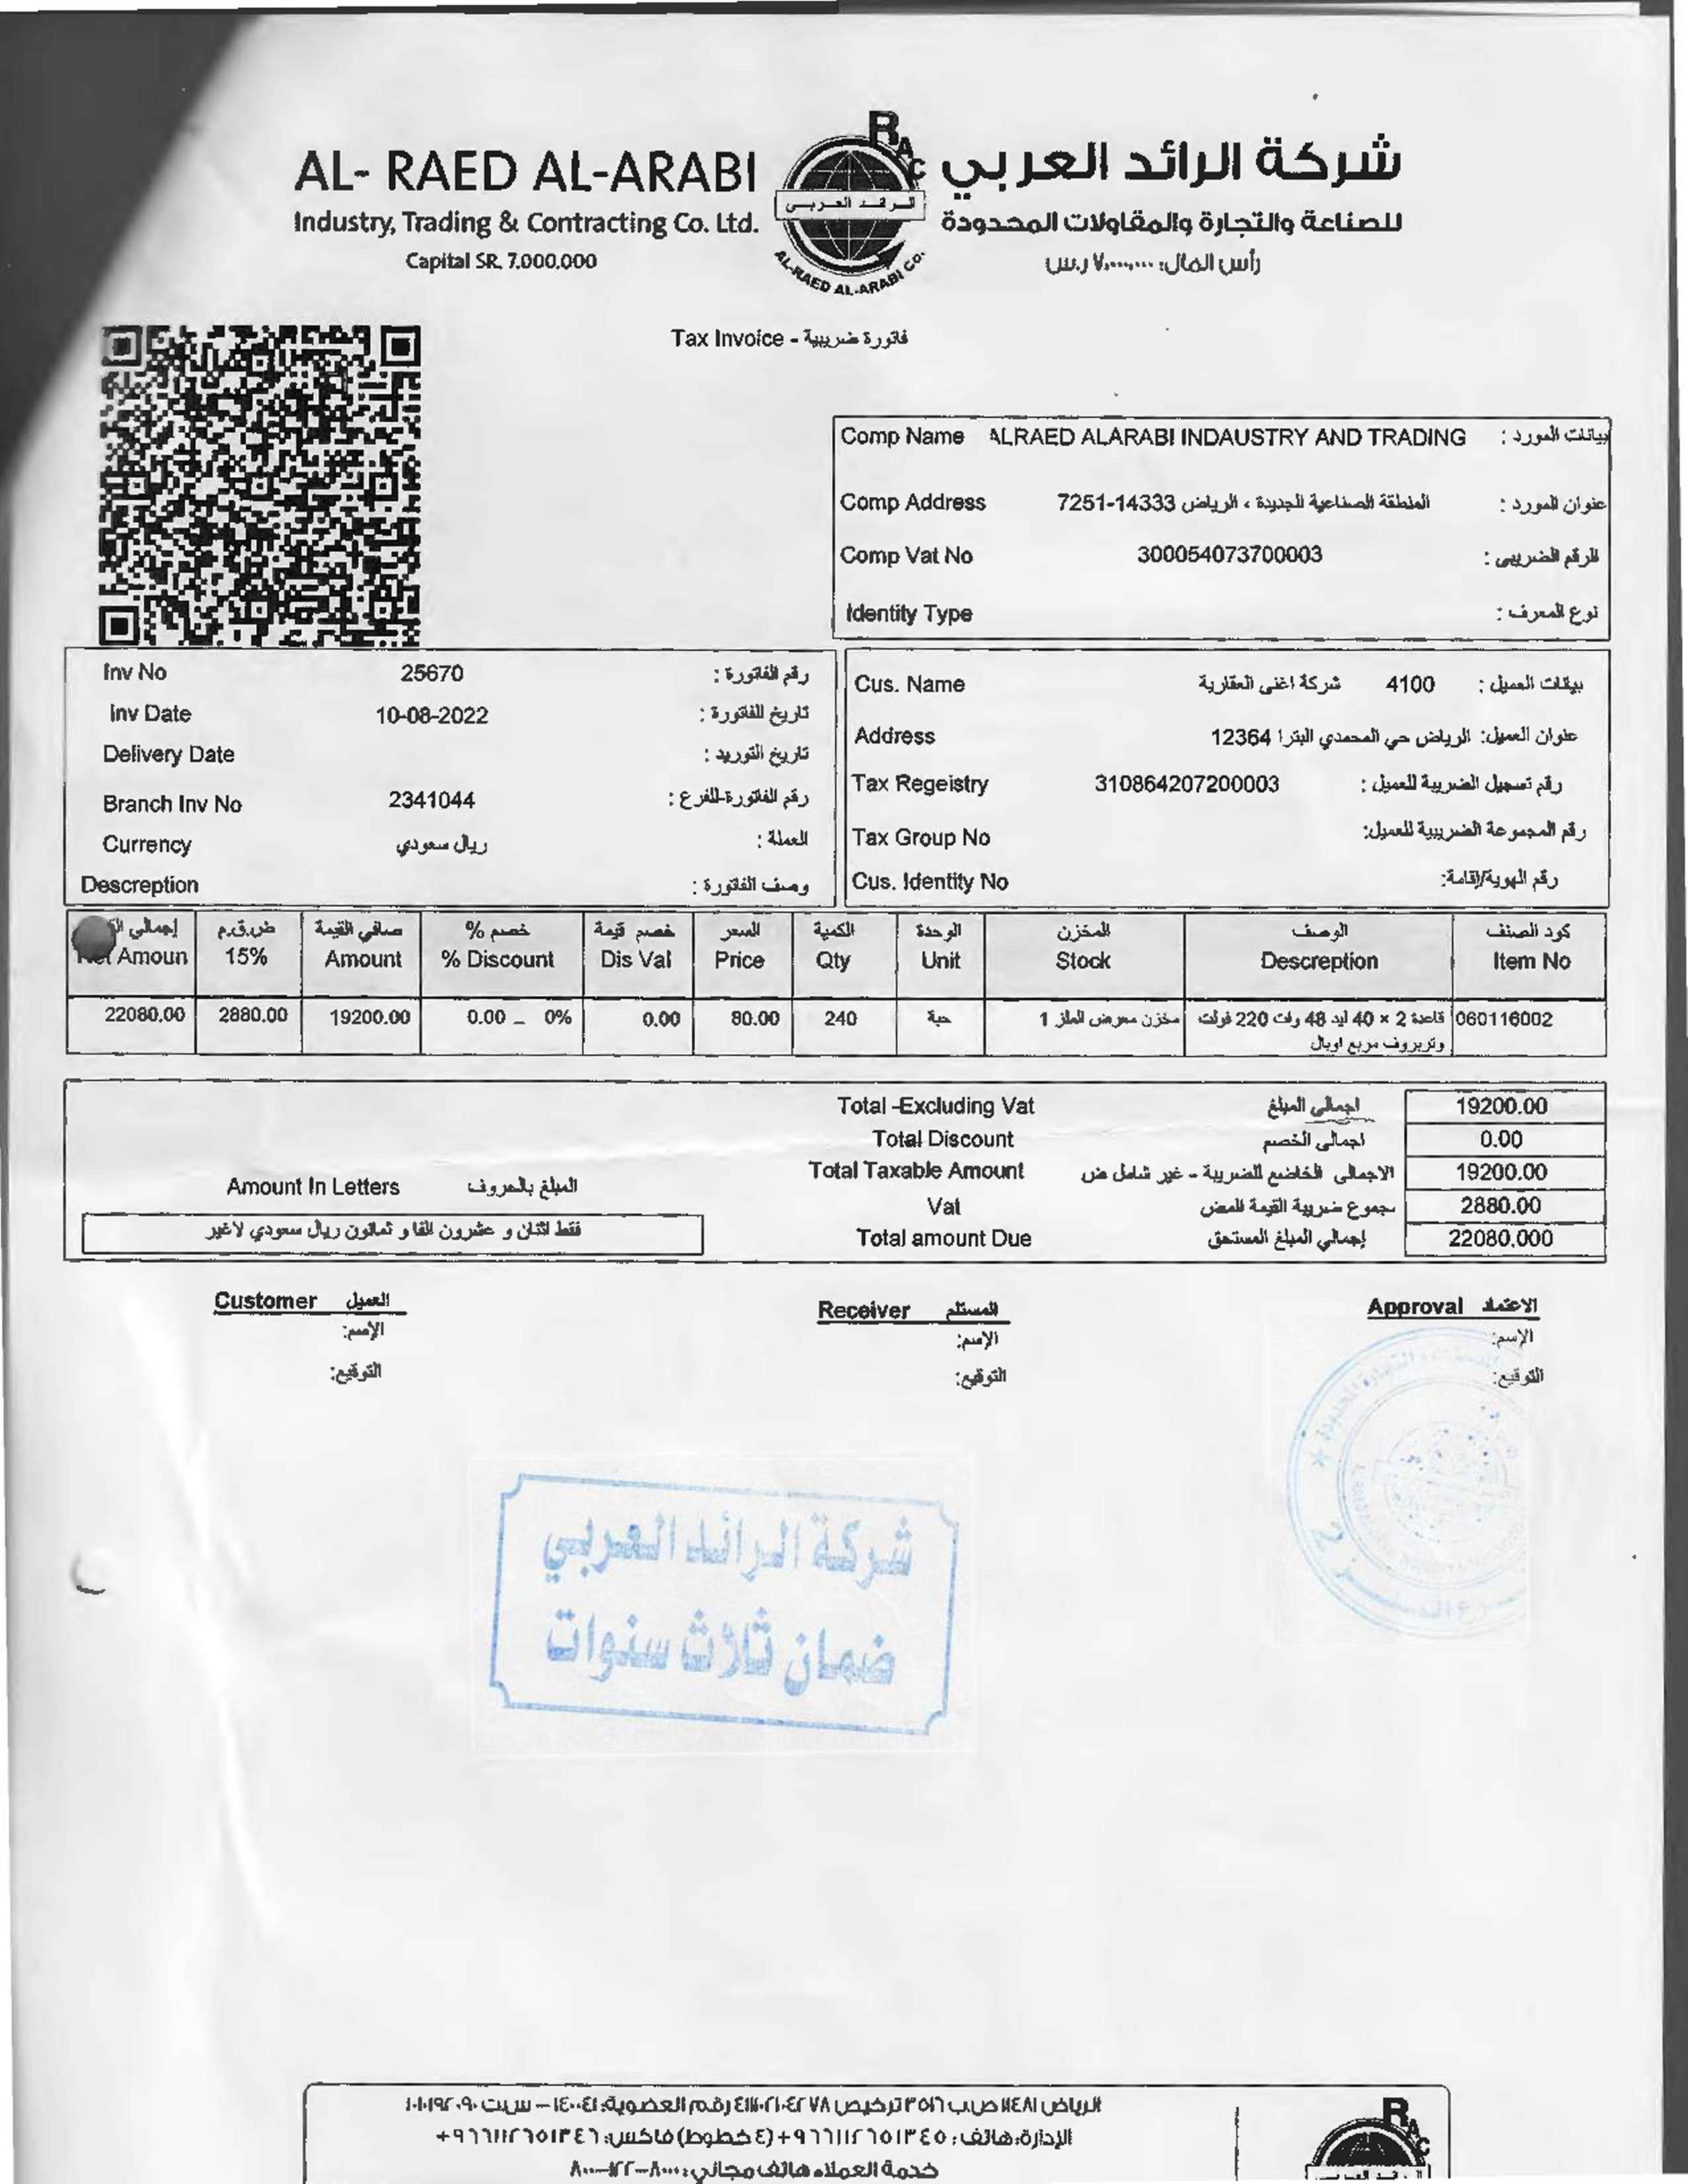 AL- RAED AL-ARABI
Industry, Trading & Contracting Co. Ltd.
Capital SR. 7.000.000
RAC
الرائد العربي
AL-RAED AL-ARABI Co.
شركة الرائد العربي
للصناعة والتجارة والمقاولات المحدودة
رأس المال: ٧,٠٠٠,٠٠٠ ر.س
Tax Invoice - فاتورة ضريبية
Comp Name ALRAED ALARABI INDAUSTRY AND TRADING بيانات المورد :
Comp Address المنطقة الصناعية الجديدة ، الرياض 14333-7251 عنوان المورد :
Comp Vat No 300054073700003 الرقم الضريبى :
Identity Type نوع المعرف :
Inv No 25670 رقم الفاتورة :
Inv Date 10-08-2022 تاريخ الفاتورة :
Delivery Date تاريخ التوريد :
Branch Inv No 2341044 رقم الفاتورة-الفرع :
Currency ريال سعودي العملة :
Descreption وصف الفاتورة :
Cus. Name شركة اغنى العقارية 4100 بيانات العميل :
Address عنوان العميل: الرياض حي المحمدي البترا 12364
Tax Regeistry 310864207200003 رقم تسجيل الضريبة للعميل :
Tax Group No رقم المجموعة الضريبية للعميل:
Cus. Identity No رقم الهوية/إقامة:
إجمالي ض.ق.م صافي القيمة خصم % خصم قيمة السعر الكمية الوحدة المخزن الوصف كود الصنف
Amoun 15% Amount % Discount Dis Val Price Qty Unit Stock Descreption Item No
22080.00 2880.00 19200.00 0.00 _ 0% 0.00 80.00 240 حبة مخزن معرض الملز 1 قاعدة 2 × 40 ليد 48 وات 220 فولت 060116002
وتربروف مربع اوبال
Total -Excluding Vat اجمالي المبلغ 19200.00
Total Discount اجمالى الخصم 0.00
Total Taxable Amount الاجمالى الخاضع للضريبة - غير شامل ض 19200.00
Vat مجموع ضريبة القيمة المض 2880.00
Total amount Due إجمالي المبلغ المستحق 22080,000
Amount In Letters المبلغ بالحروف
فقط اثنان و عشرون الفا و ثمانون ريال سعودي لاغير
Customer العميل
الإسم:
التوقيع:
Receiver المستلم
الإسم:
التوقيع:
Approval الاعتماد
الإسم:
التوقيع:
شركة الرائد العربي
ضمان ثلاث سنوات
الرياض ١١٤٨١ ص.ب ٣٥١٦ ترخيص ٤١١١٠٢١٠٤٢٧٨ رقم العضوية: ١٤٠٠٤١ – س.ت ١٠١٠١٩٢٠٩٠
الإدارة: هاتف: ٩٦٦١١٢٦٥١٣٤٥+ (٤ خطوط) فاكس: ٩٦٦١١٢٦٥١٣٤٦+
خدمة العملاء هاتف مجاني: ٨٠٠-١٢٢-٨٠٠٠
RAC